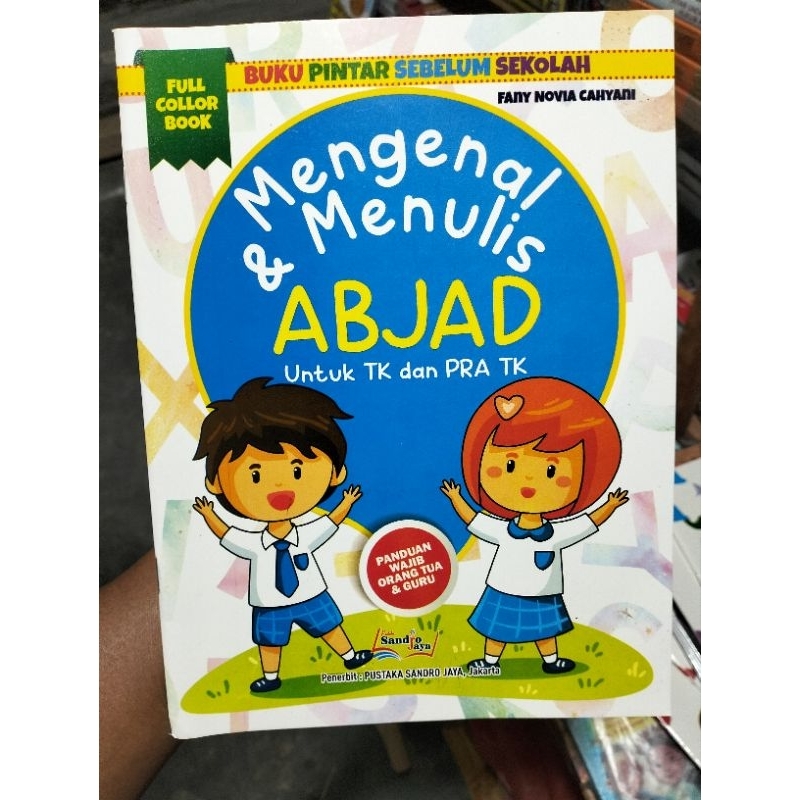 FULL
COLLOR
BOOK
BUKU PINTAR SEBELUM SEKOLAH
FANY NOVIA CAHYANI
Mengenal
& Menulis
ABJAD
Untuk TK dan PRA TK
PANDUAN
WAJIB
ORANG TUA
& GURU
Sandro
Jaya
Penerbit : PUSTAKA SANDRO JAYA, Jakarta